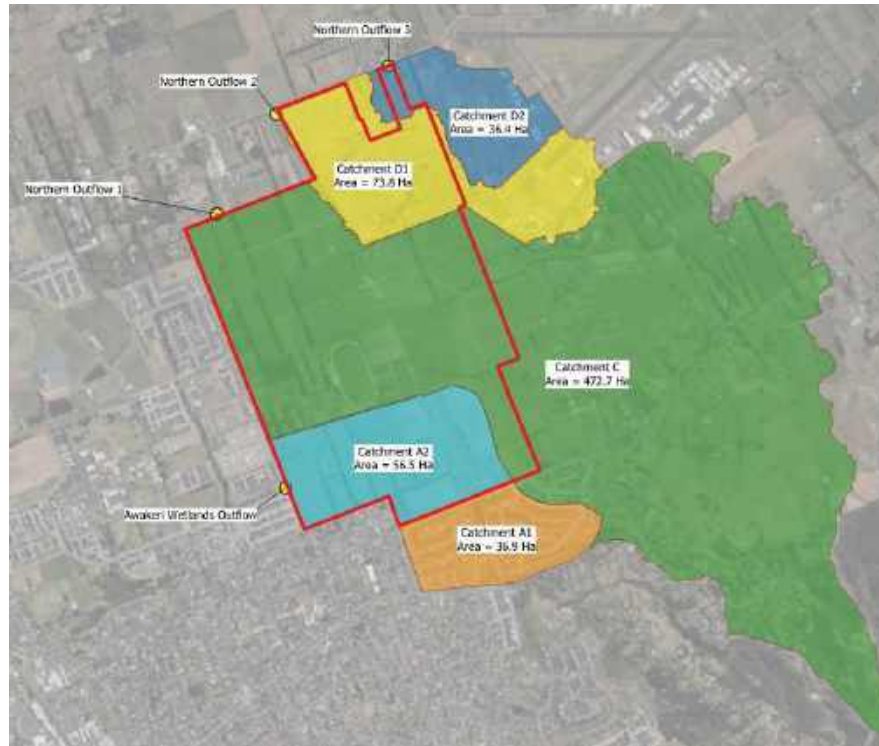 Northern Outflow 3
Northern Outflow 2
Catchment D2
Area = 36.4 Ha
Catchment D1
Area = 73.8 Ha
Northern Outflow 1
Catchment C
Area = 472.7 Ha
Catchment A2
Area = 56.5 Ha
Awakeri Wetlands Outflow
Catchment A1
Area = 36.9 Ha